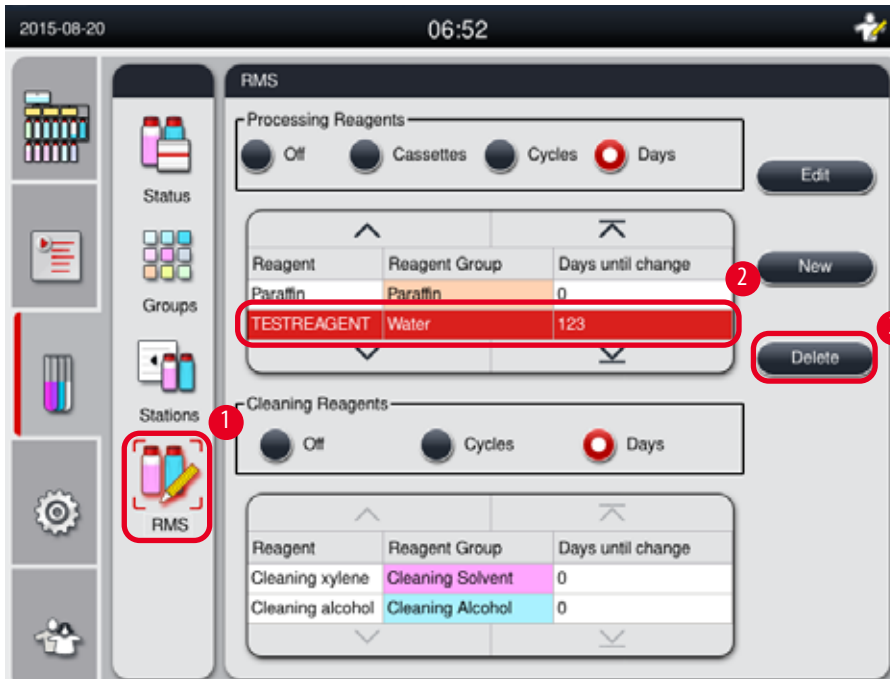 2015-08-20 06:52
RMS
Processing Reagents
Off Cassettes Cycles Days
Edit
Status
Reagent Reagent Group Days until change
2 New
Paraffin Paraffin 0
Groups
TESTREAGENT Water 123
Delete
Stations
1 Cleaning Reagents
Off Cycles Days
RMS
Reagent Reagent Group Days until change
Cleaning xylene Cleaning Solvent 0
Cleaning alcohol Cleaning Alcohol 0